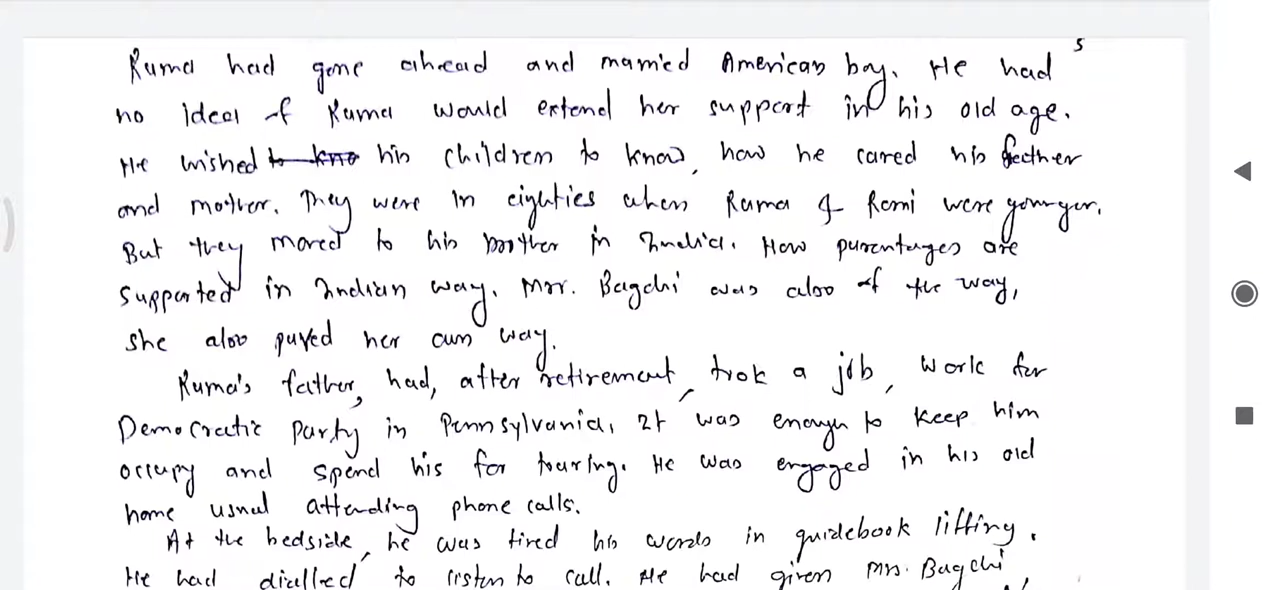 5
Ruma had gone ahead and married American boy. He had
no idea if Ruma would extend her support in his old age.
He wished to kno his children to know, how he cared his father
and mother. They were in eighties when Ruma & Romi were younger.
But they moved to his brother in India. How parentages are
supported in Indian way. Mrs. Bagchi was also of the way,
she also paved her own way.
Ruma's father, had, after retirement, took a job, work for
Democratic party in Pennsylvania, It was enough to keep him
occupy and spend his for touring. He was engaged in his old
home usual attending phone calls.
At the bedside, he was tired his words in guidebook lifting.
He had dialled to listen to call. He had given Mrs. Bagchi